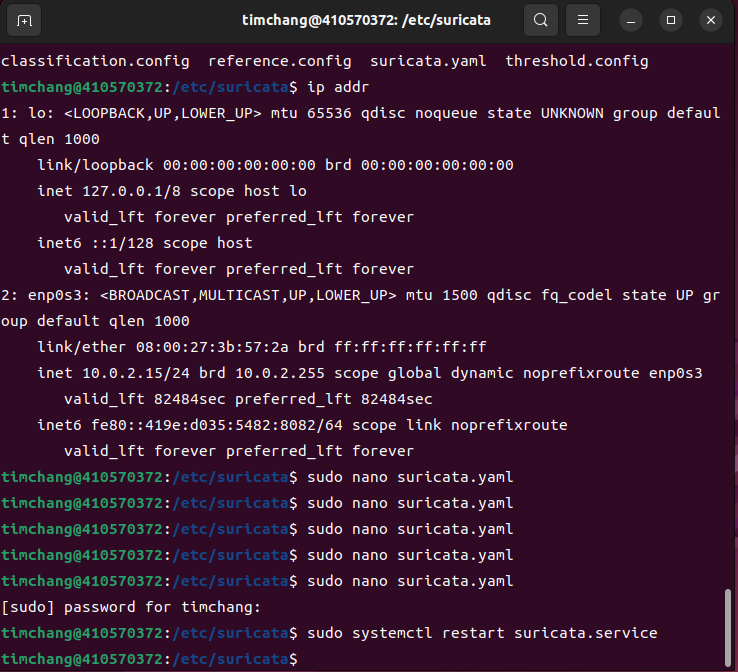 timchang@410570372: /etc/suricata
classification.config  reference.config  suricata.yaml  threshold.config
timchang@410570372:/etc/suricata$ ip addr
1: lo: <LOOPBACK,UP,LOWER_UP> mtu 65536 qdisc noqueue state UNKNOWN group defaul
t qlen 1000
    link/loopback 00:00:00:00:00:00 brd 00:00:00:00:00:00
    inet 127.0.0.1/8 scope host lo
       valid_lft forever preferred_lft forever
    inet6 ::1/128 scope host
       valid_lft forever preferred_lft forever
2: enp0s3: <BROADCAST,MULTICAST,UP,LOWER_UP> mtu 1500 qdisc fq_codel state UP gr
oup default qlen 1000
    link/ether 08:00:27:3b:57:2a brd ff:ff:ff:ff:ff:ff
    inet 10.0.2.15/24 brd 10.0.2.255 scope global dynamic noprefixroute enp0s3
       valid_lft 82484sec preferred_lft 82484sec
    inet6 fe80::419e:d035:5482:8082/64 scope link noprefixroute
       valid_lft forever preferred_lft forever
timchang@410570372:/etc/suricata$ sudo nano suricata.yaml
timchang@410570372:/etc/suricata$ sudo nano suricata.yaml
timchang@410570372:/etc/suricata$ sudo nano suricata.yaml
timchang@410570372:/etc/suricata$ sudo nano suricata.yaml
timchang@410570372:/etc/suricata$ sudo nano suricata.yaml
[sudo] password for timchang:
timchang@410570372:/etc/suricata$ sudo systemctl restart suricata.service
timchang@410570372:/etc/suricata$